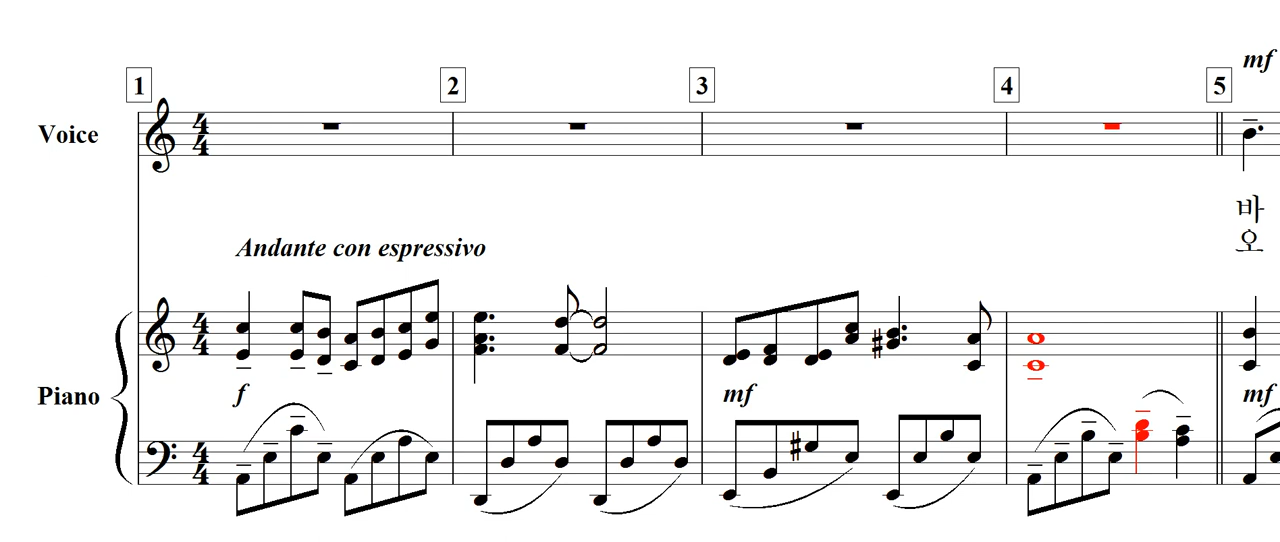 mf
1 2 3 4 5
Voice
바
오
Andante con espressivo
Piano
f mf mf